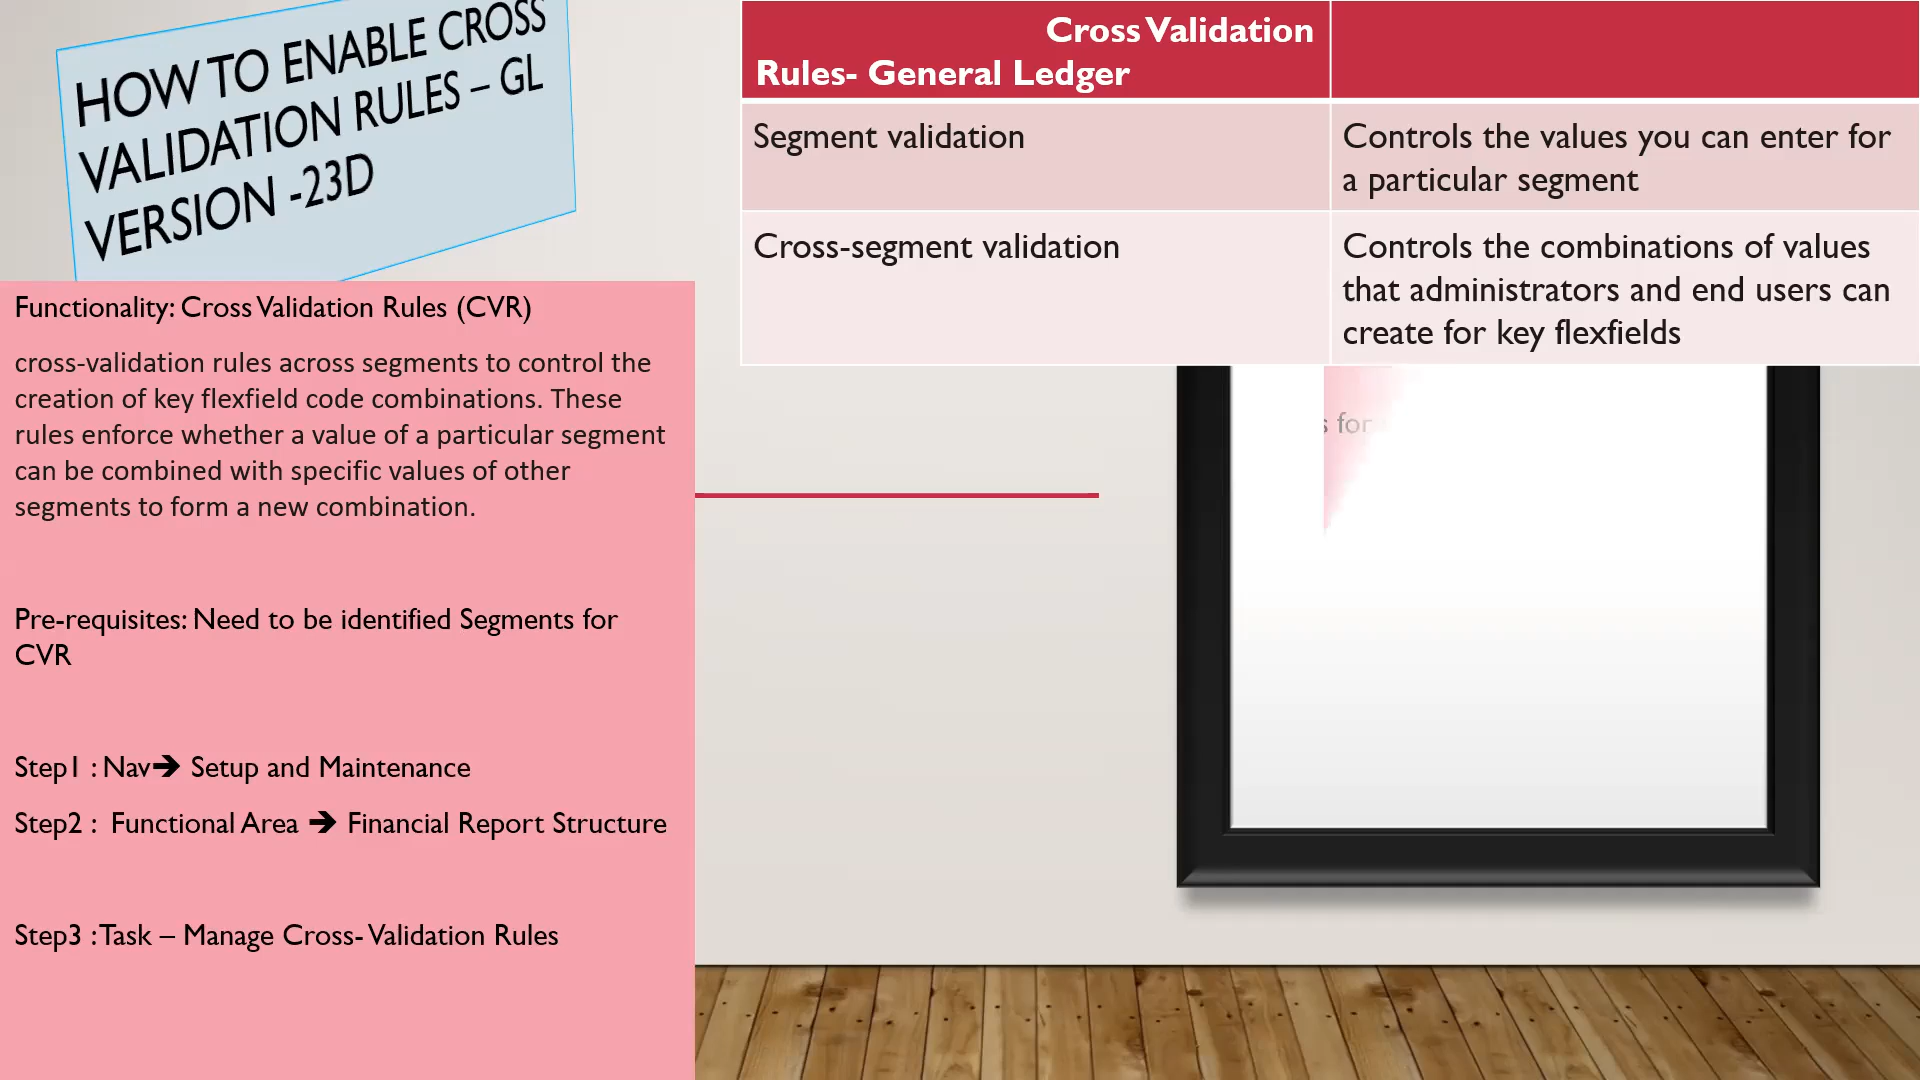 HOW TO ENABLE CROSS
VALIDATION RULES – GL
VERSION -23D
Cross Validation
Rules- General Ledger
Segment validation
Controls the values you can enter for
a particular segment
Cross-segment validation
Controls the combinations of values
that administrators and end users can
create for key flexfields
Functionality: Cross Validation Rules (CVR)
cross-validation rules across segments to control the
creation of key flexfield code combinations. These
rules enforce whether a value of a particular segment
can be combined with specific values of other
segments to form a new combination.
Pre-requisites: Need to be identified Segments for
CVR
Step1 : Nav➔ Setup and Maintenance
Step2 : Functional Area ➔ Financial Report Structure
Step3 : Task – Manage Cross- Validation Rules
s for